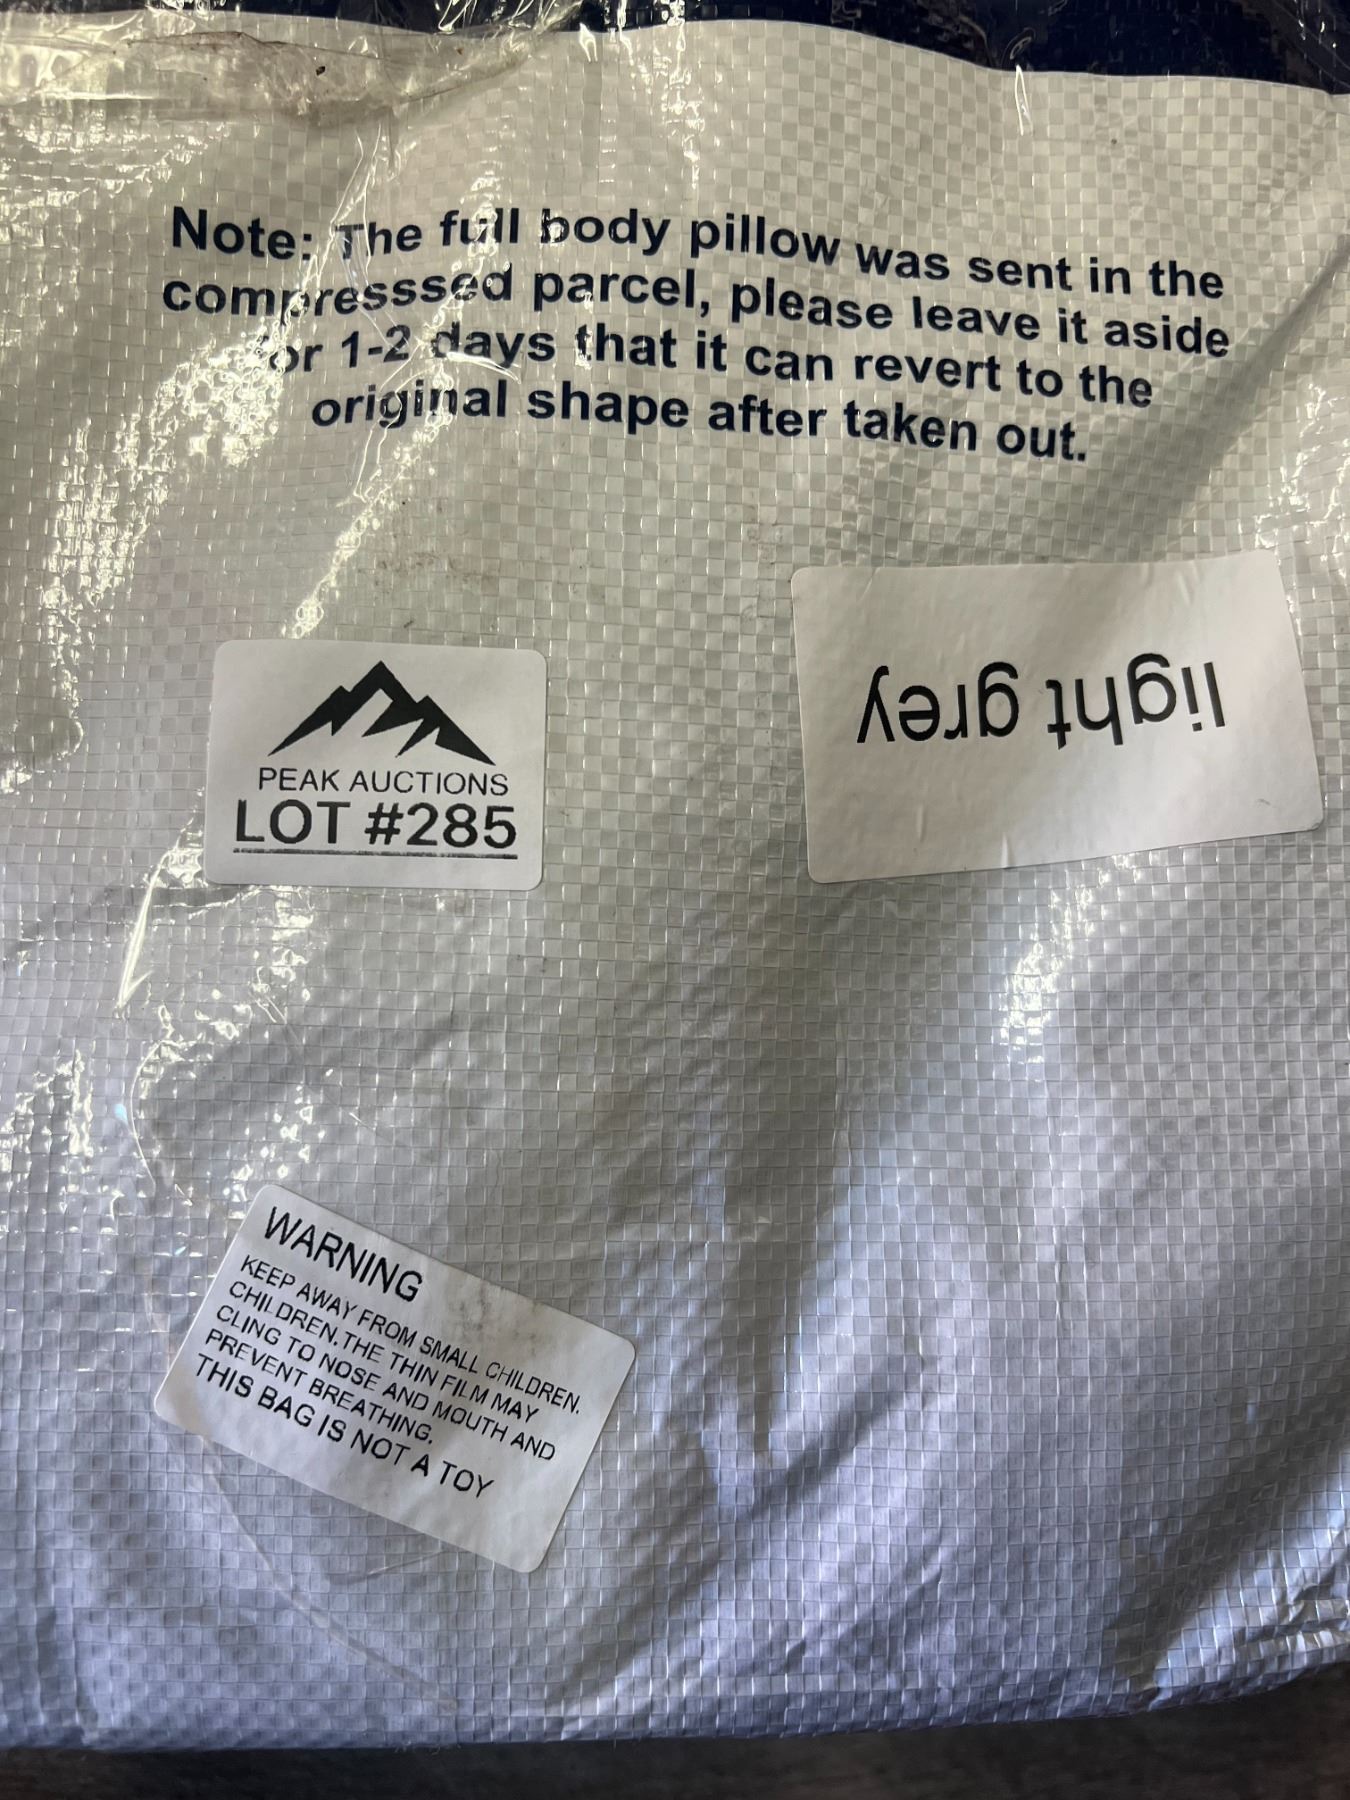 Note: The full body pillow was sent in the
compresssed parcel, please leave it aside
for 1-2 days that it can revert to the
original shape after taken out.
light grey
PEAK AUCTIONS
LOT #285
WARNING
KEEP AWAY FROM SMALL CHILDREN.
CHILDREN.THE THIN FILM MAY
CLING TO NOSE AND MOUTH AND
PREVENT BREATHING.
THIS BAG IS NOT A TOY